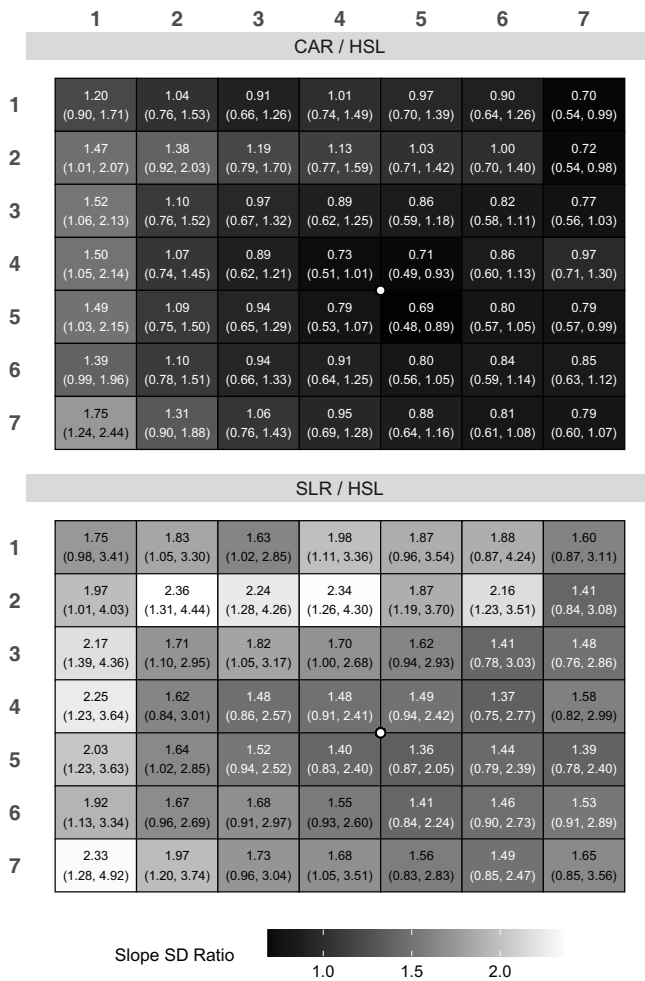 1 2 3 4 5 6 7
CAR / HSL
1 1.20 1.04 0.91 1.01 0.97 0.90 0.70
(0.90, 1.71) (0.76, 1.53) (0.66, 1.26) (0.74, 1.49) (0.70, 1.39) (0.64, 1.26) (0.54, 0.99)
2 1.47 1.38 1.19 1.13 1.03 1.00 0.72
(1.01, 2.07) (0.92, 2.03) (0.79, 1.70) (0.77, 1.59) (0.71, 1.42) (0.70, 1.40) (0.54, 0.98)
3 1.52 1.10 0.97 0.89 0.86 0.82 0.77
(1.06, 2.13) (0.76, 1.52) (0.67, 1.32) (0.62, 1.25) (0.59, 1.18) (0.58, 1.11) (0.56, 1.03)
4 1.50 1.07 0.89 0.73 0.71 0.86 0.97
(1.05, 2.14) (0.74, 1.45) (0.62, 1.21) (0.51, 1.01) (0.49, 0.93) (0.60, 1.13) (0.71, 1.30)
5 1.49 1.09 0.94 0.79 0.69 0.80 0.79
(1.03, 2.15) (0.75, 1.50) (0.65, 1.29) (0.53, 1.07) (0.48, 0.89) (0.57, 1.05) (0.57, 0.99)
6 1.39 1.10 0.94 0.91 0.80 0.84 0.85
(0.99, 1.96) (0.78, 1.51) (0.66, 1.33) (0.64, 1.25) (0.56, 1.05) (0.59, 1.14) (0.63, 1.12)
7 1.75 1.31 1.06 0.95 0.88 0.81 0.79
(1.24, 2.44) (0.90, 1.88) (0.76, 1.43) (0.69, 1.28) (0.64, 1.16) (0.61, 1.08) (0.60, 1.07)
SLR / HSL
1 1.75 1.83 1.63 1.98 1.87 1.88 1.60
(0.98, 3.41) (1.05, 3.30) (1.02, 2.85) (1.11, 3.36) (0.96, 3.54) (0.87, 4.24) (0.87, 3.11)
2 1.97 2.36 2.24 2.34 1.87 2.16 1.41
(1.01, 4.03) (1.31, 4.44) (1.28, 4.26) (1.26, 4.30) (1.19, 3.70) (1.23, 3.51) (0.84, 3.08)
3 2.17 1.71 1.82 1.70 1.62 1.41 1.48
(1.39, 4.36) (1.10, 2.95) (1.05, 3.17) (1.00, 2.68) (0.94, 2.93) (0.78, 3.03) (0.76, 2.86)
4 2.25 1.62 1.48 1.48 1.49 1.37 1.58
(1.23, 3.64) (0.84, 3.01) (0.86, 2.57) (0.91, 2.41) (0.94, 2.42) (0.75, 2.77) (0.82, 2.99)
5 2.03 1.64 1.52 1.40 1.36 1.44 1.39
(1.23, 3.63) (1.02, 2.85) (0.94, 2.52) (0.83, 2.40) (0.87, 2.05) (0.79, 2.39) (0.78, 2.40)
6 1.92 1.67 1.68 1.55 1.41 1.46 1.53
(1.13, 3.34) (0.96, 2.69) (0.91, 2.97) (0.93, 2.60) (0.84, 2.24) (0.90, 2.73) (0.91, 2.89)
7 2.33 1.97 1.73 1.68 1.56 1.49 1.65
(1.28, 4.92) (1.20, 3.74) (0.96, 3.04) (1.05, 3.51) (0.83, 2.83) (0.85, 2.47) (0.85, 3.56)
Slope SD Ratio
1.0 1.5 2.0